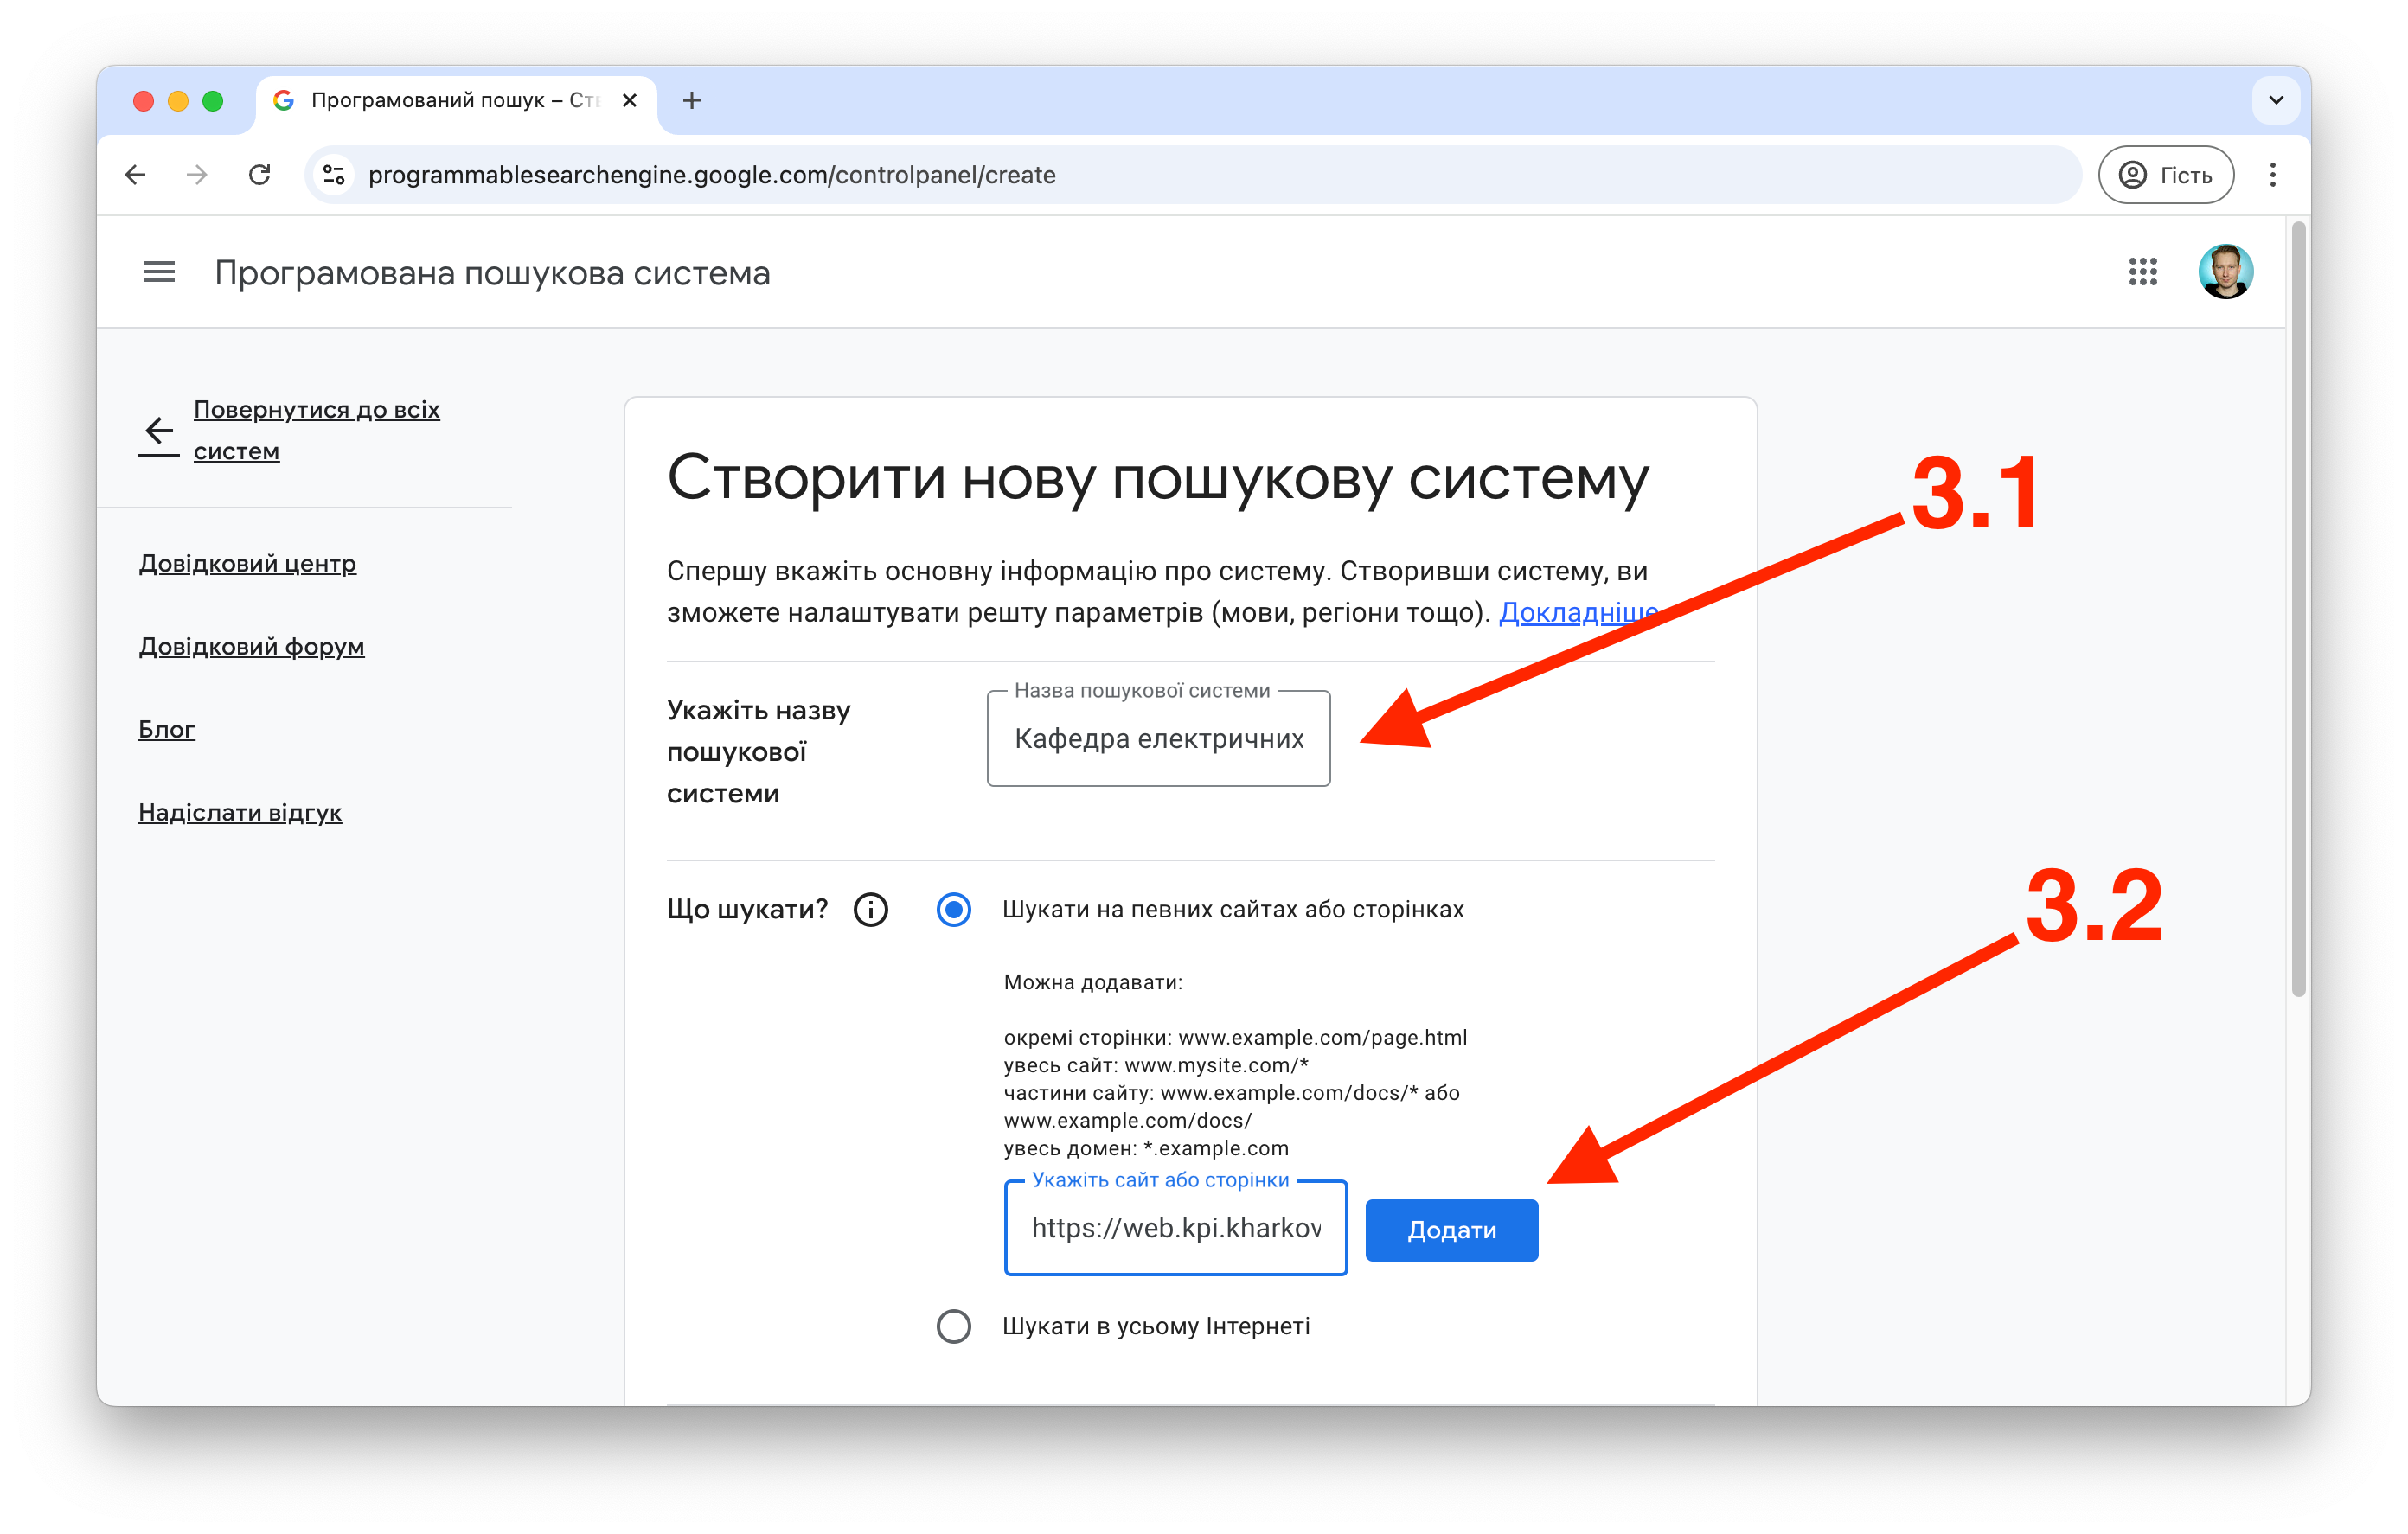 Програмований пошук – Ств
programmablesearchengine.google.com/controlpanel/create
Гість
Програмована пошукова система
Повернутися до всіх
систем
Довідковий центр
Довідковий форум
Блог
Надіслати відгук
Створити нову пошукову систему
3.1
Спершу вкажіть основну інформацію про систему. Створивши систему, ви
зможете налаштувати решту параметрів (мови, регіони тощо). Докладніше
Укажіть назву
пошукової
системи
Назва пошукової системи
Кафедра електричних
3.2
Що шукати?
Шукати на певних сайтах або сторінках
Можна додавати:
окремі сторінки: www.example.com/page.html
увесь сайт: www.mysite.com/*
частини сайту: www.example.com/docs/* або
www.example.com/docs/
увесь домен: *.example.com
Укажіть сайт або сторінки
https://web.kpi.kharkov
Додати
Шукати в усьому Інтернеті